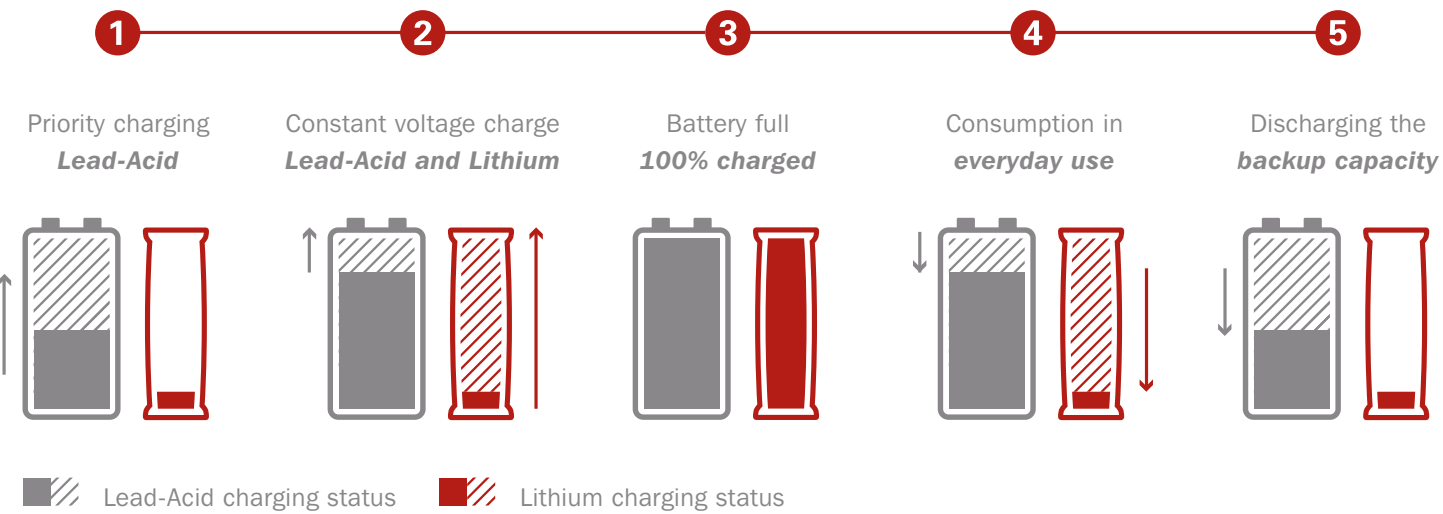 1
2
3
4
5
Priority charging
Lead-Acid
Constant voltage charge
Lead-Acid and Lithium
Battery full
100% charged
Consumption in
everyday use
Discharging the
backup capacity
Lead-Acid charging status
Lithium charging status